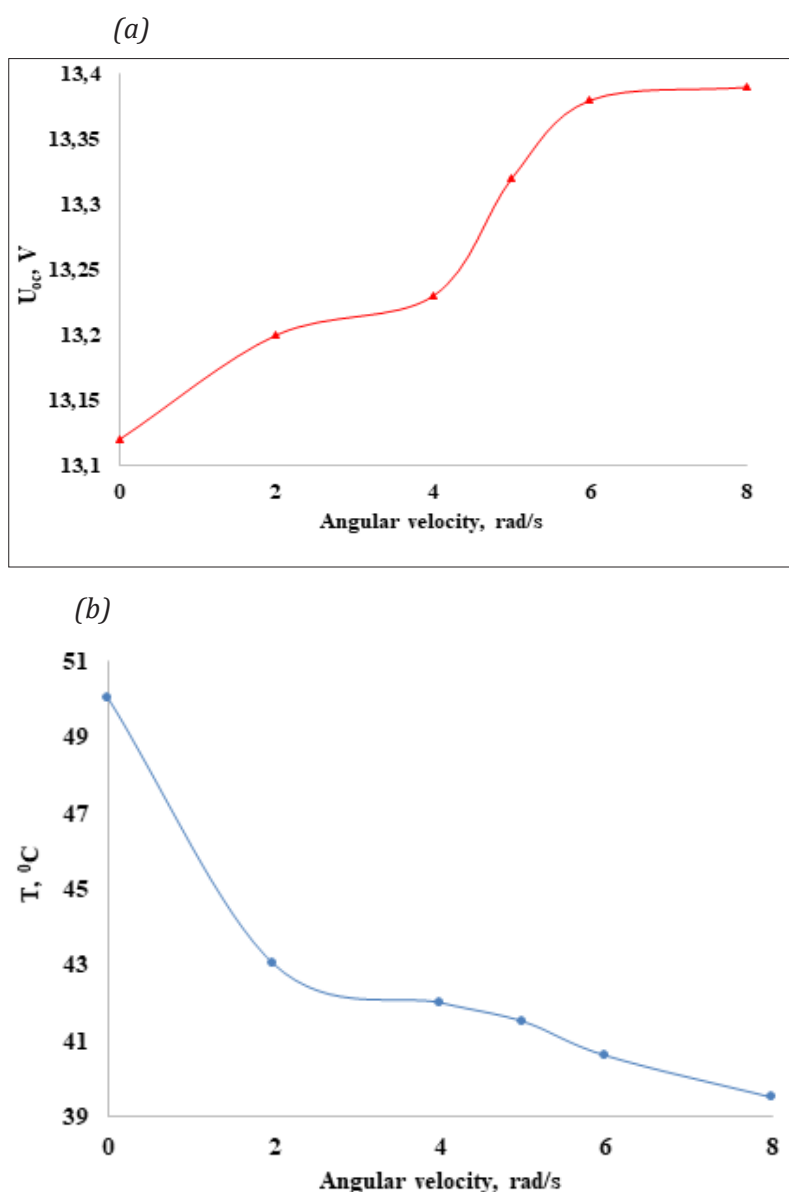 (a)
13,4
13,35
13,3
13,25
13,2
13,15
13,1
U₀c, V
0 2 4 6 8
Angular velocity, rad/s
(b)
51
49
47
45
43
41
39
T, ⁰C
0 2 4 6 8
Angular velocity, rad/s